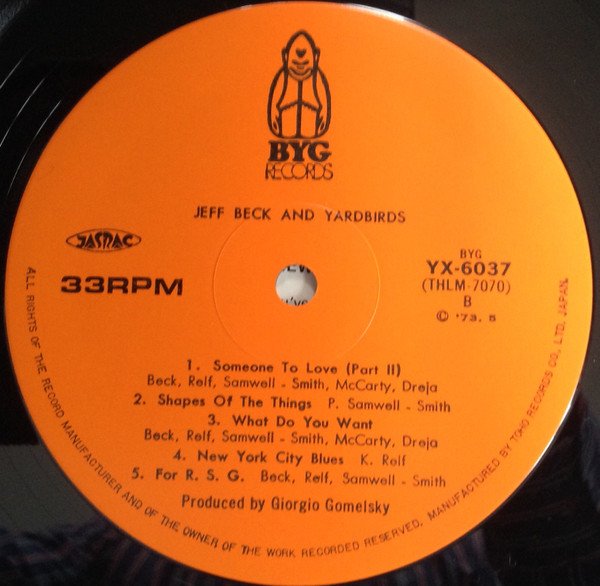 BYG
RECORDS
JEFF BECK AND YARDBIRDS
JASRAC
33RPM
BYG
YX-6037
(THLM-7070)
B
© '73. 5
1. Someone To Love (Part II)
Beck, Relf, Samwell - Smith, McCarty, Dreja
2. Shapes Of The Things P. Samwell - Smith
3. What Do You Want
Beck, Relf, Samwell - Smith, McCarty, Dreja
4. New York City Blues K. Relf
5. For R. S. G. Beck, Relf, Samwell - Smith
Produced by Giorgio Gomelsky
ALL RIGHTS OF THE RECORD MANUFACTURER AND OF THE OWNER OF THE WORK RECORDED RESERVED. MANUFACTURED BY TOHO RECORDS CO., LTD, JAPAN.